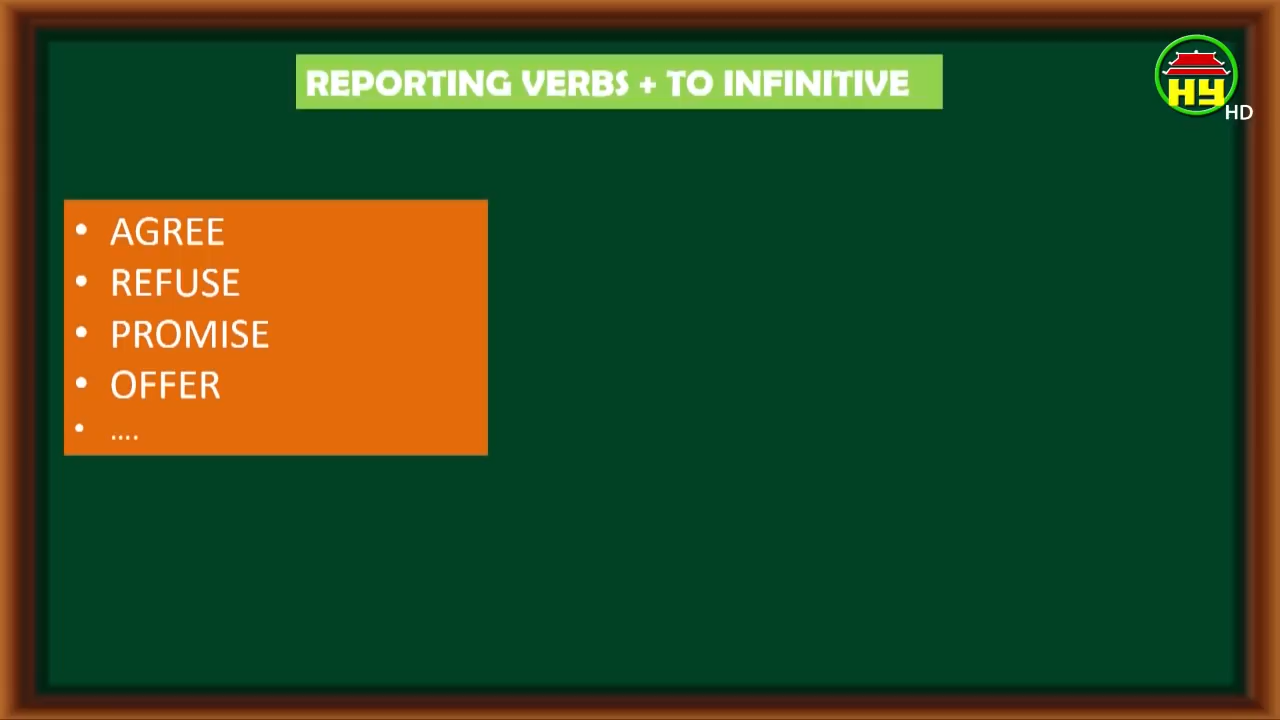 REPORTING VERBS + TO INFINITIVE
HY
HD
• AGREE
• REFUSE
• PROMISE
• OFFER
• ....